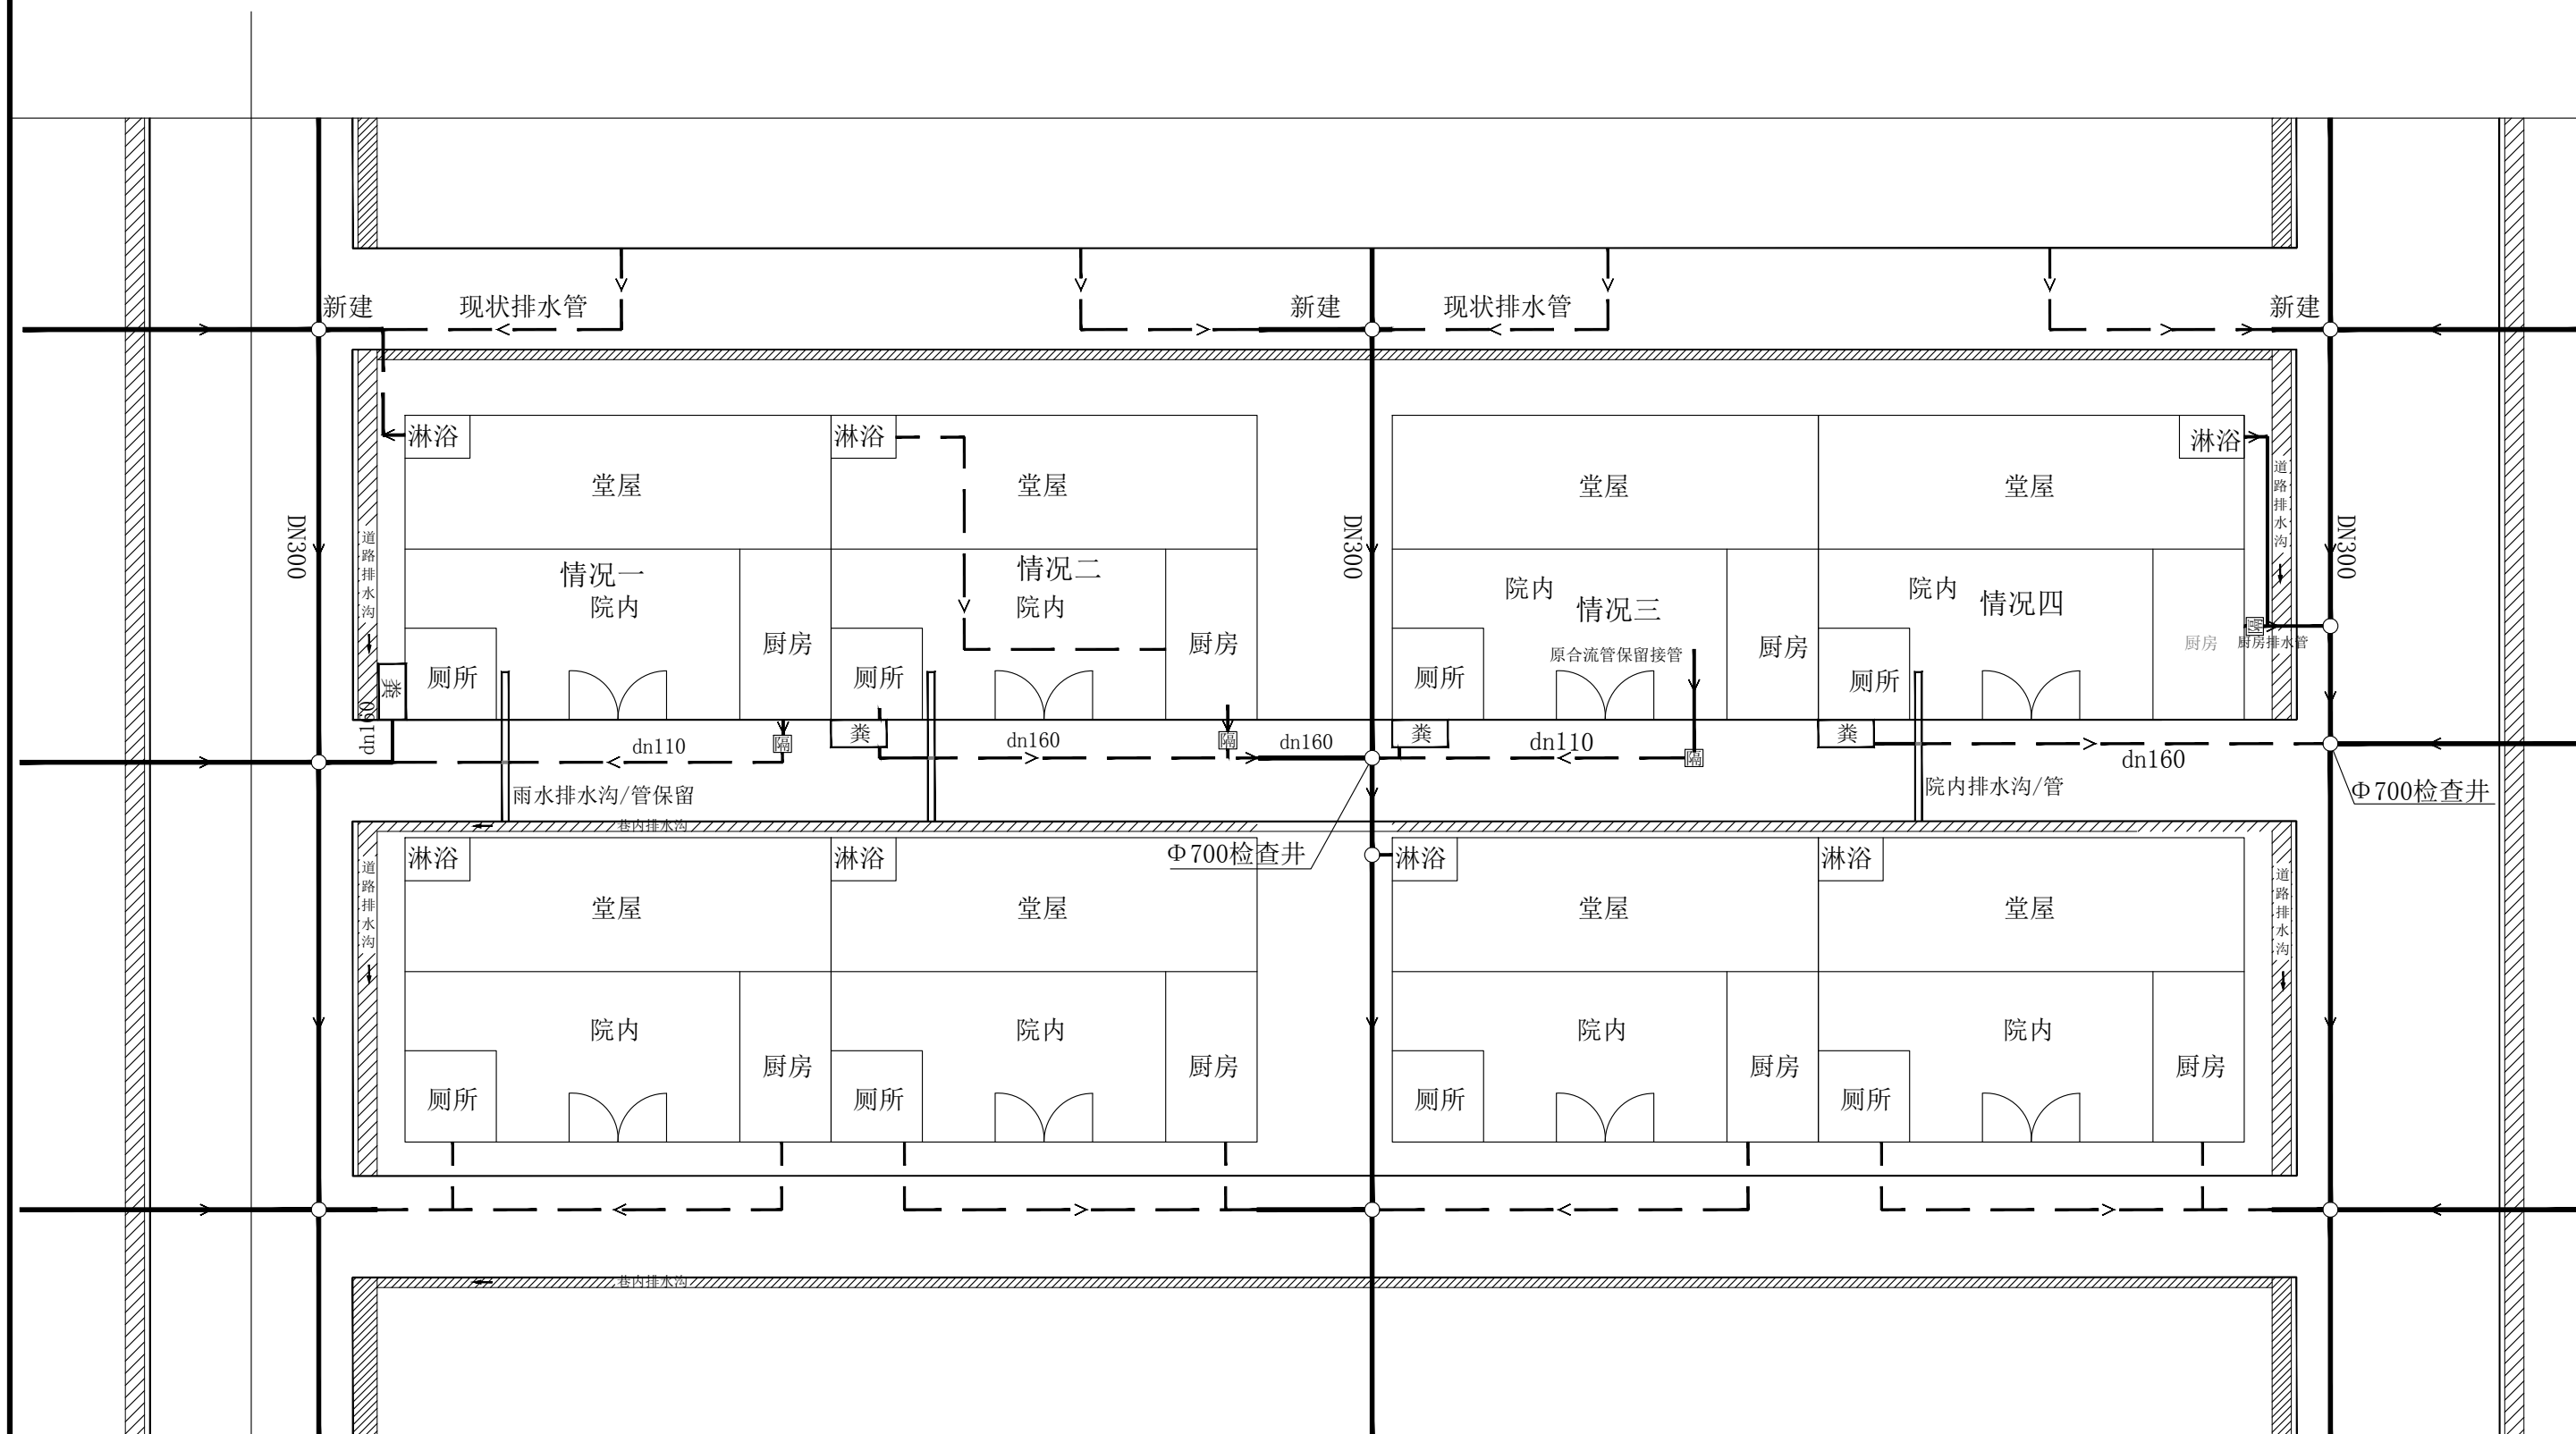 新建
现状排水管
新建
现状排水管
新建
淋浴
淋浴
淋浴
堂屋
堂屋
堂屋
堂屋
道路排水沟
DN300
DN300
DN300
道路排水沟
情况一
院内
情况二
院内
院内
情况三
院内
情况四
厕所
厨房
厕所
厨房
厕所
原合流管保留接管
厨房
厕所
厨房
隔
厨房排水管
粪
dn160
dn110
隔
粪
dn160
隔
dn160
粪
dn110
隔
粪
dn160
雨水排水沟/管保留
院内排水沟/管
Φ700检查井
巷内排水沟
Φ700检查井
淋浴
淋浴
淋浴
淋浴
道路排水沟
道路排水沟
堂屋
堂屋
堂屋
堂屋
院内
院内
院内
院内
厕所
厨房
厕所
厨房
厕所
厨房
厕所
厨房
巷内排水沟